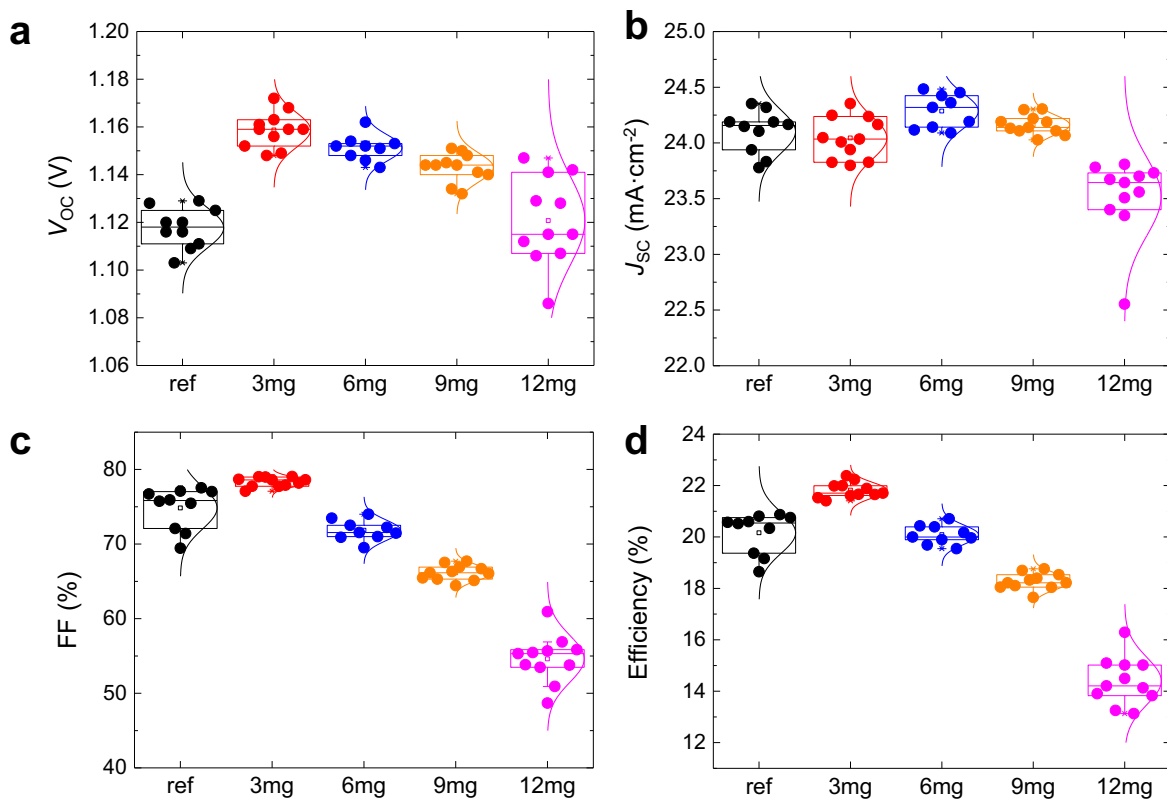 a
V_OC (V)
1.20
1.18
1.16
1.14
1.12
1.10
1.08
1.06
ref 3mg 6mg 9mg 12mg
b
J_SC (mA·cm⁻²)
25.0
24.5
24.0
23.5
23.0
22.5
22.0
ref 3mg 6mg 9mg 12mg
c
FF (%)
80
70
60
50
40
ref 3mg 6mg 9mg 12mg
d
Efficiency (%)
24
22
20
18
16
14
12
ref 3mg 6mg 9mg 12mg